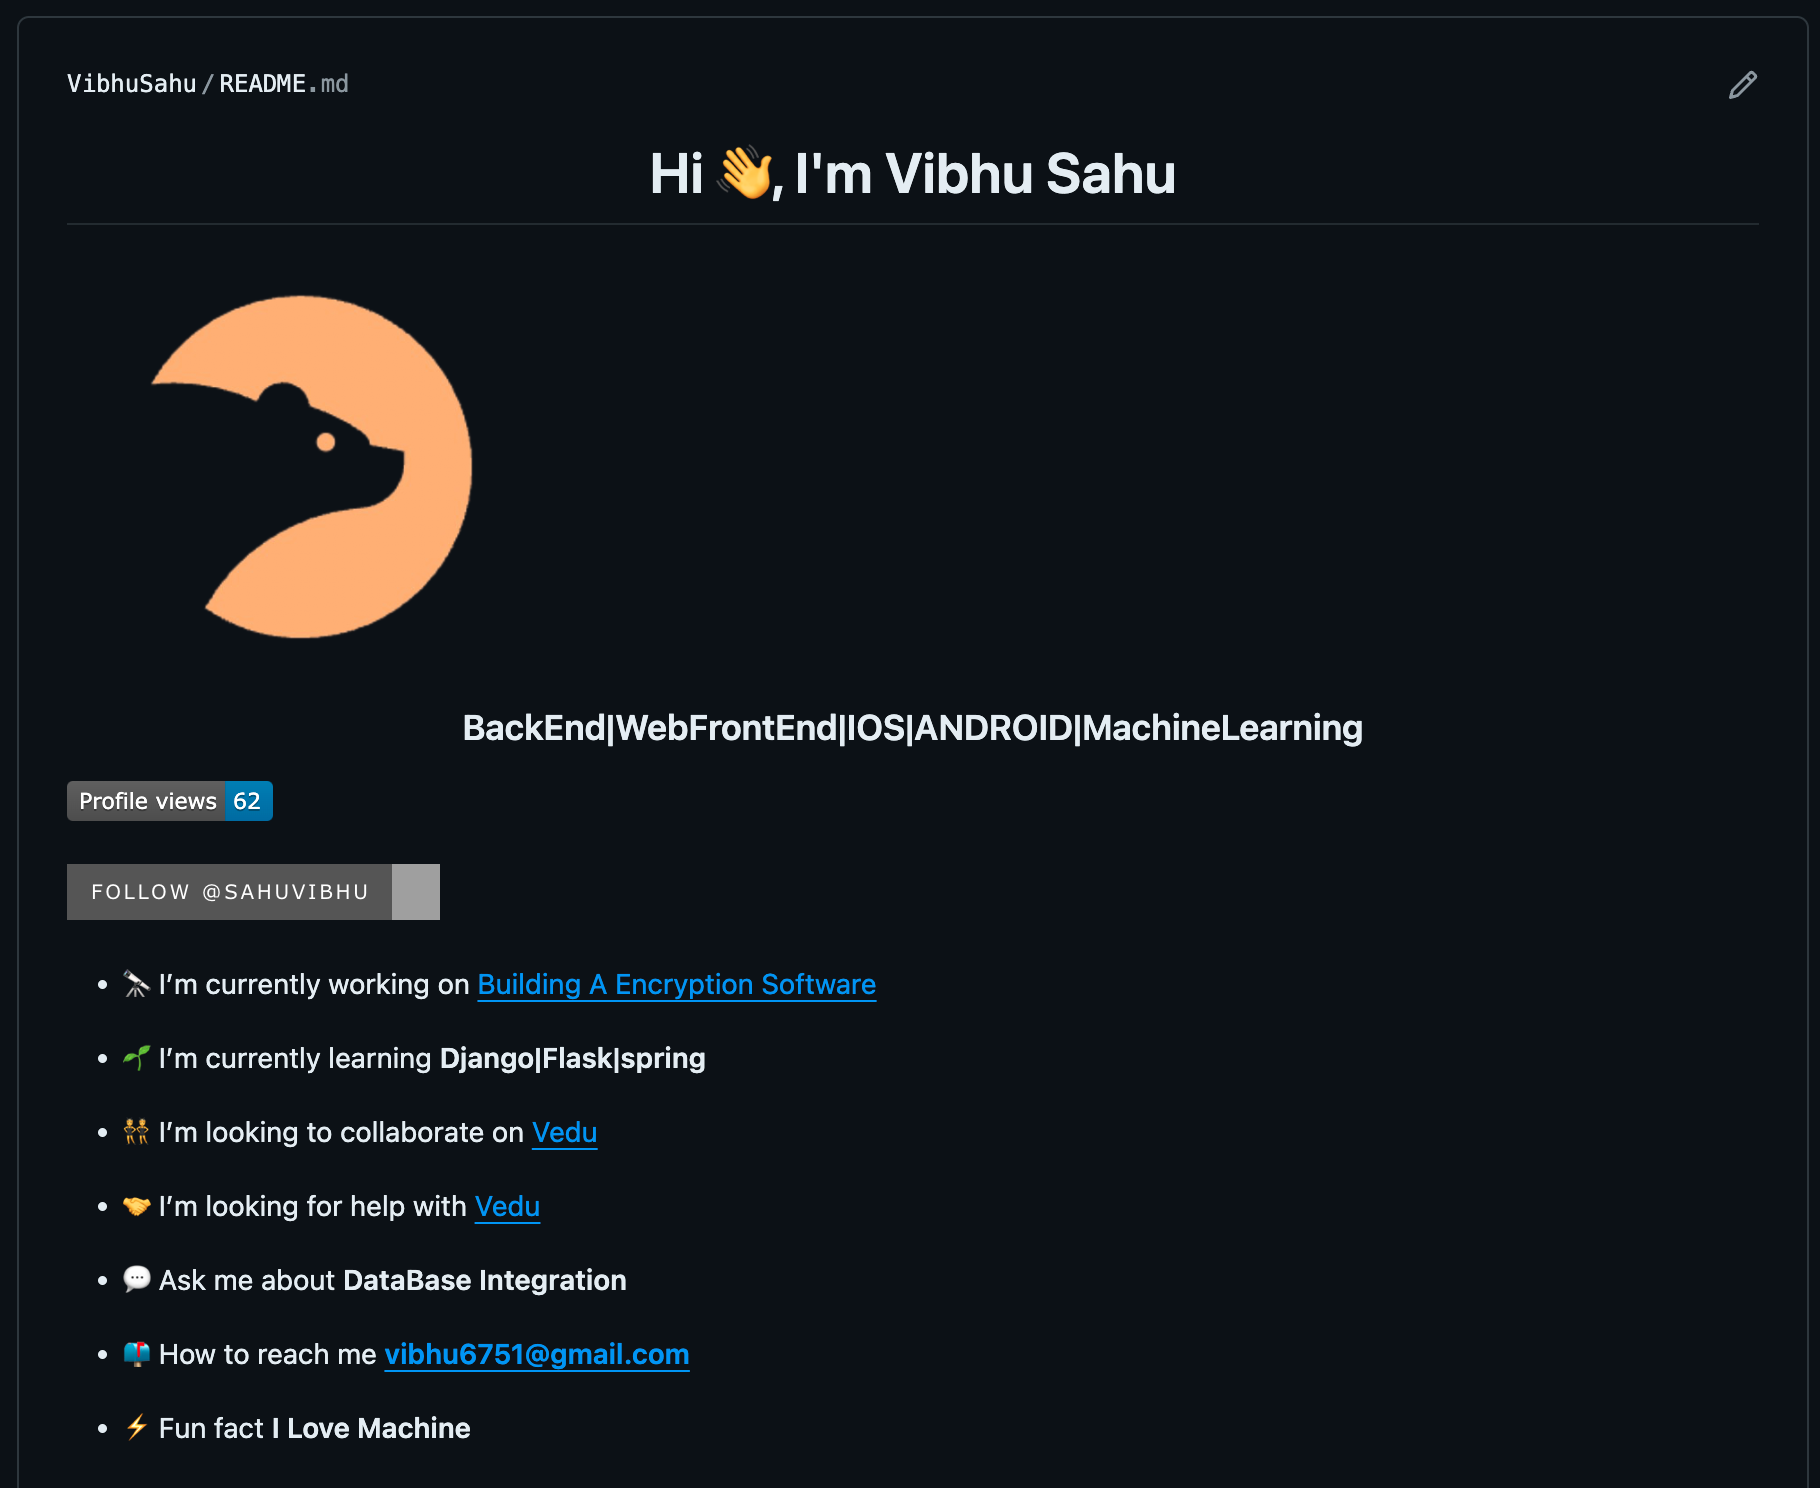 VibhuSahu/README.md
Hi 👋, I'm Vibhu Sahu
BackEnd|WebFrontEnd|IOS|ANDROID|MachineLearning
Profile views 62
FOLLOW @SAHUVIBHU
• 🔭 I’m currently working on Building A Encryption Software
• 🌱 I’m currently learning Django|Flask|spring
• 👯 I’m looking to collaborate on Vedu
• 🤝 I’m looking for help with Vedu
• 💬 Ask me about DataBase Integration
• 📫 How to reach me vibhu6751@gmail.com
• ⚡ Fun fact I Love Machine